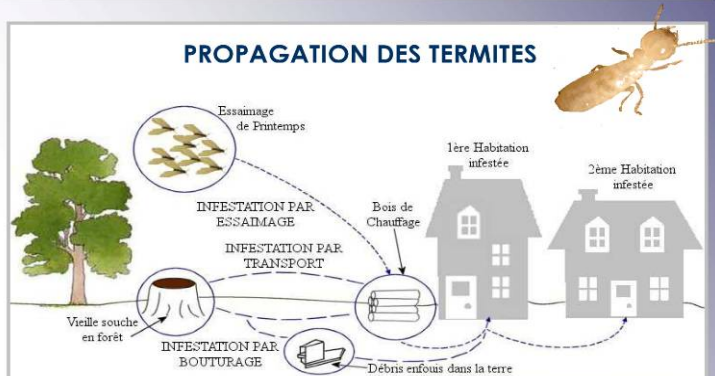 PROPAGATION DES TERMITES
Essaimage
de Printemps
1ère Habitation
infestée
2ème Habitation
infestée
INFESTATION PAR
ESSAIMAGE
Bois de
Chauffage
INFESTATION PAR
TRANSPORT
Vieille souche
en forêt
INFESTATION PAR
BOUTURAGE
Débris enfouis dans la terre